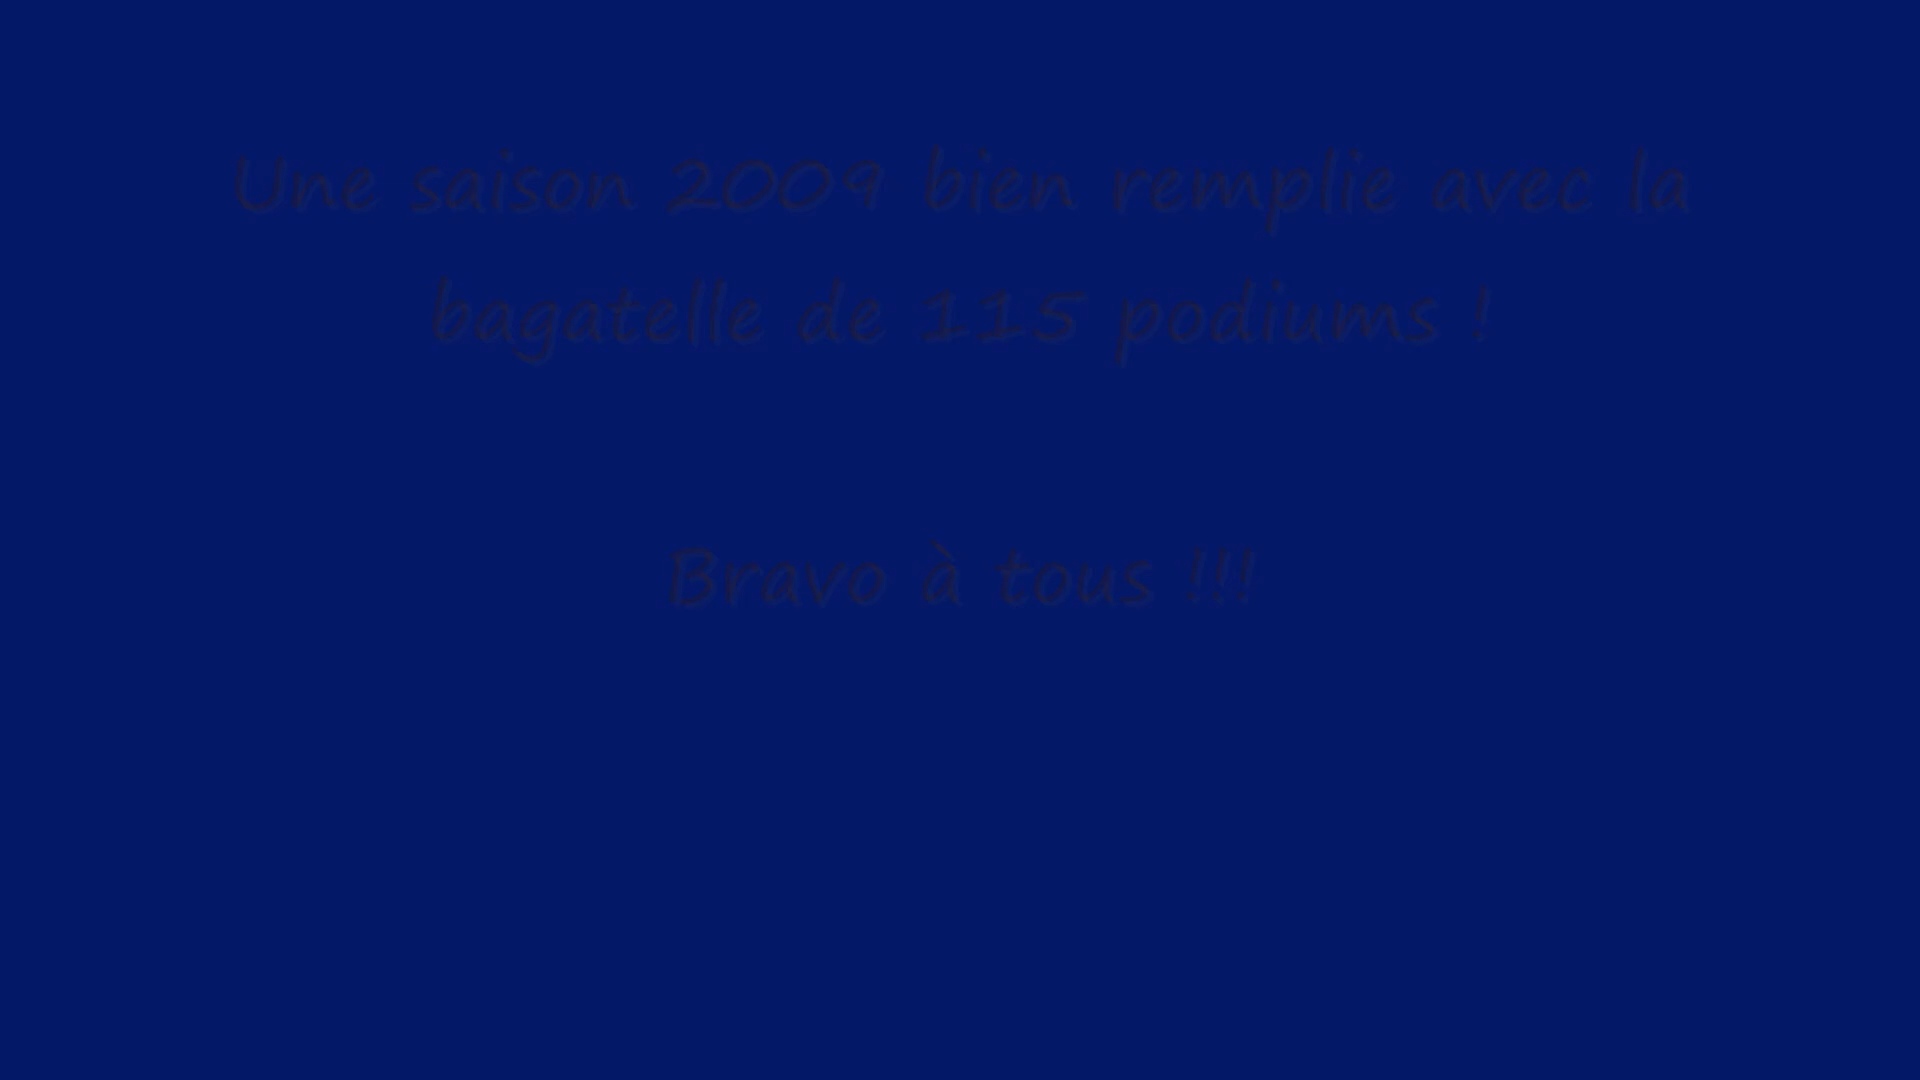 Une saison 2009 bien remplie avec la
bagatelle de 115 podiums !
Bravo à tous !!!